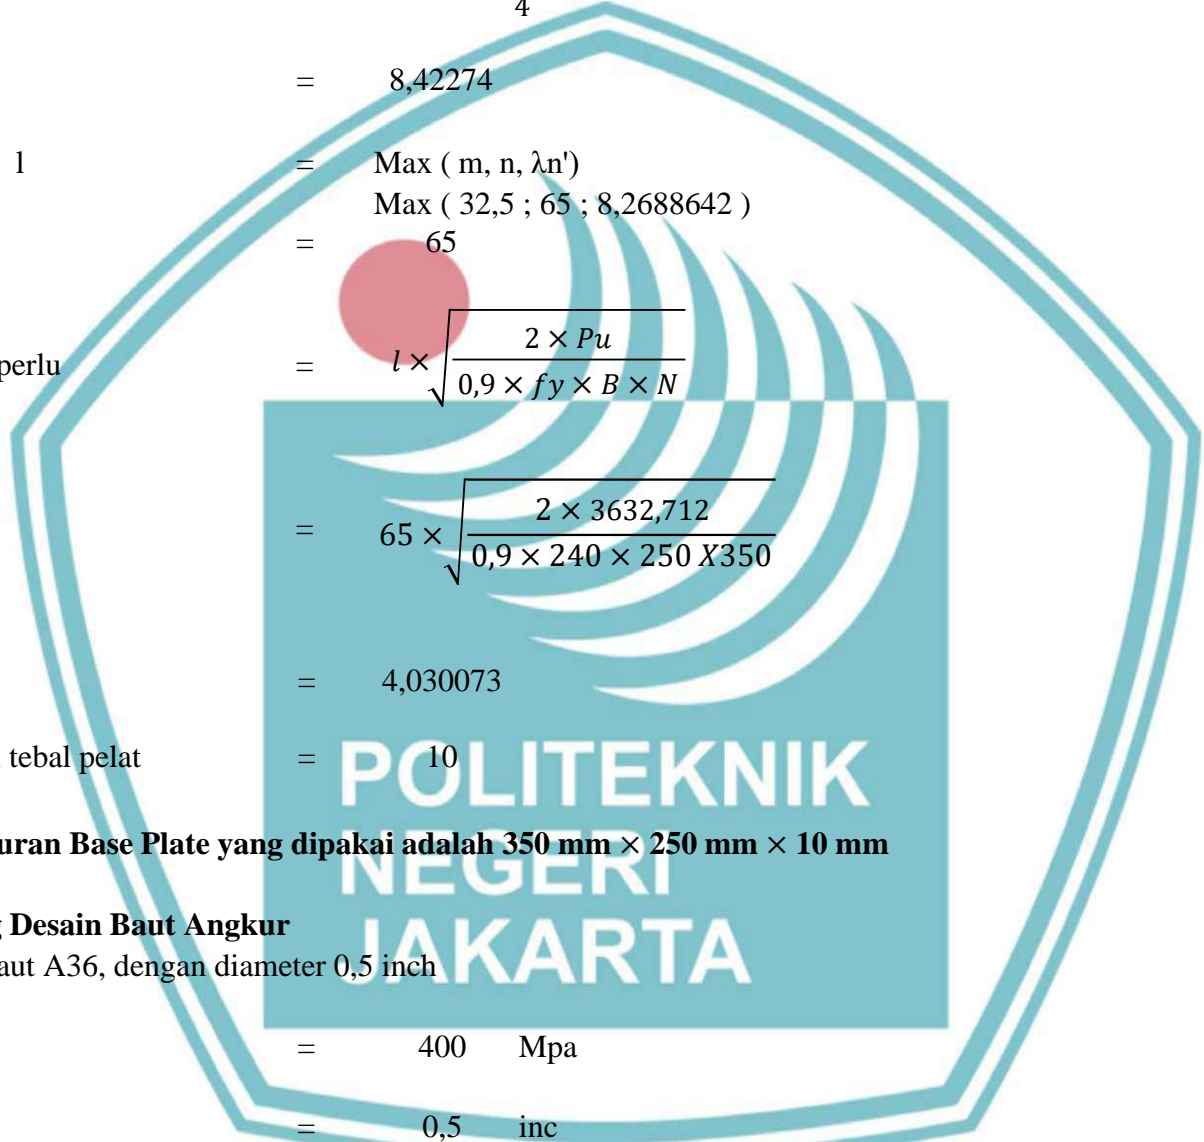 4
= 8,42274
l = Max ( m, n, λn')
Max ( 32,5 ; 65 ; 8,2688642 )
= 65
perlu = l × √ 2 × Pu / 0,9 × fy × B × N
= 65 × √ 2 × 3632,712 / 0,9 × 240 × 250 X350
= 4,030073
tebal pelat = 10
uran Base Plate yang dipakai adalah 350 mm × 250 mm × 10 mm
g Desain Baut Angkur
aut A36, dengan diameter 0,5 inch
= 400 Mpa
= 0,5 inc
POLITEKNIK
NEGERI
JAKARTA